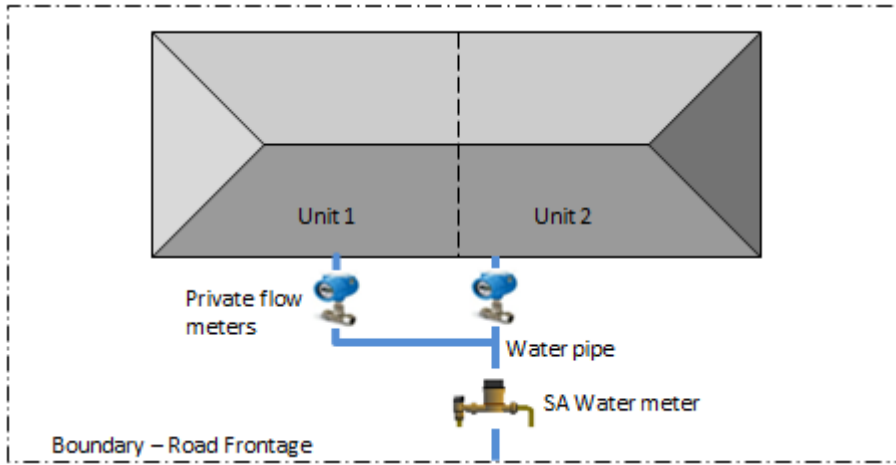 Unit 1
Unit 2
Private flow
meters
Water pipe
SA Water meter
Boundary – Road Frontage